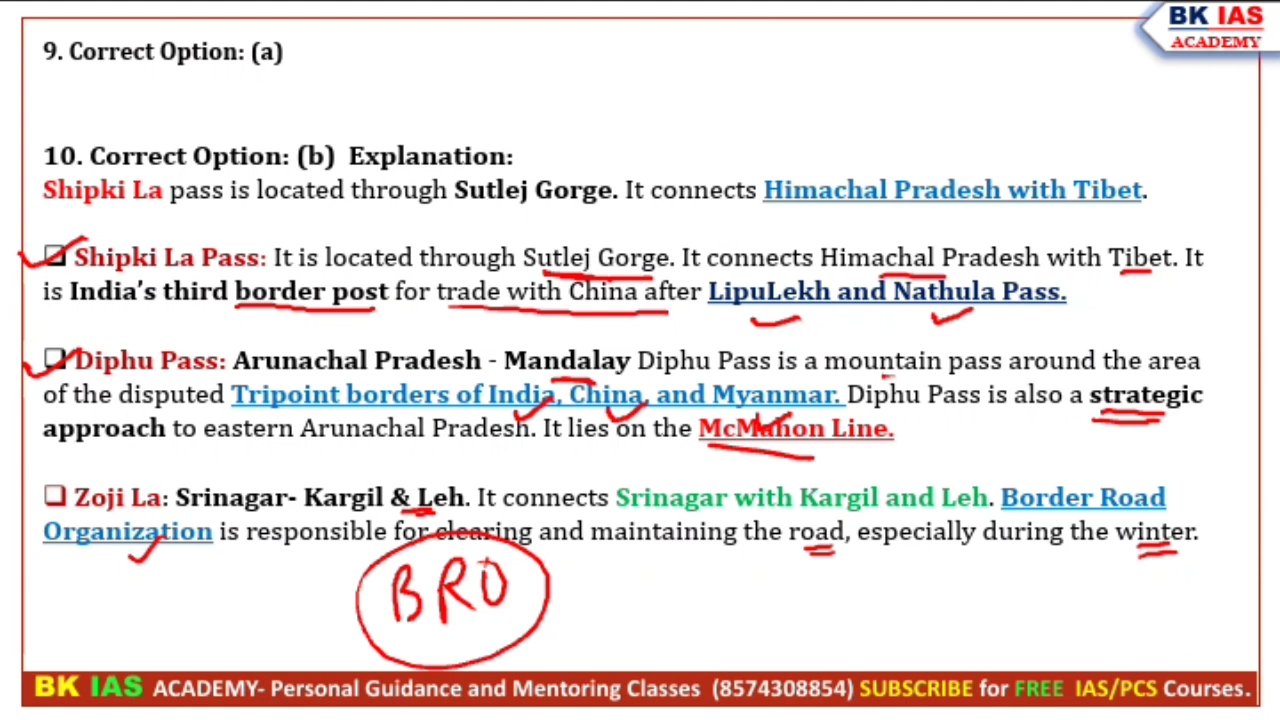 BK IAS
ACADEMY
9. Correct Option: (a)
10. Correct Option: (b) Explanation:
Shipki La pass is located through Sutlej Gorge. It connects Himachal Pradesh with Tibet.
❑ Shipki La Pass: It is located through Sutlej Gorge. It connects Himachal Pradesh with Tibet. It
is India's third border post for trade with China after LipuLekh and Nathula Pass.
❑ Diphu Pass: Arunachal Pradesh - Mandalay Diphu Pass is a mountain pass around the area
of the disputed Tripoint borders of India, China, and Myanmar. Diphu Pass is also a strategic
approach to eastern Arunachal Pradesh. It lies on the McMahon Line.
❑ Zoji La: Srinagar- Kargil & Leh. It connects Srinagar with Kargil and Leh. Border Road
Organization is responsible for clearing and maintaining the road, especially during the winter.
BRO
BK IAS ACADEMY- Personal Guidance and Mentoring Classes (8574308854) SUBSCRIBE for FREE IAS/PCS Courses.